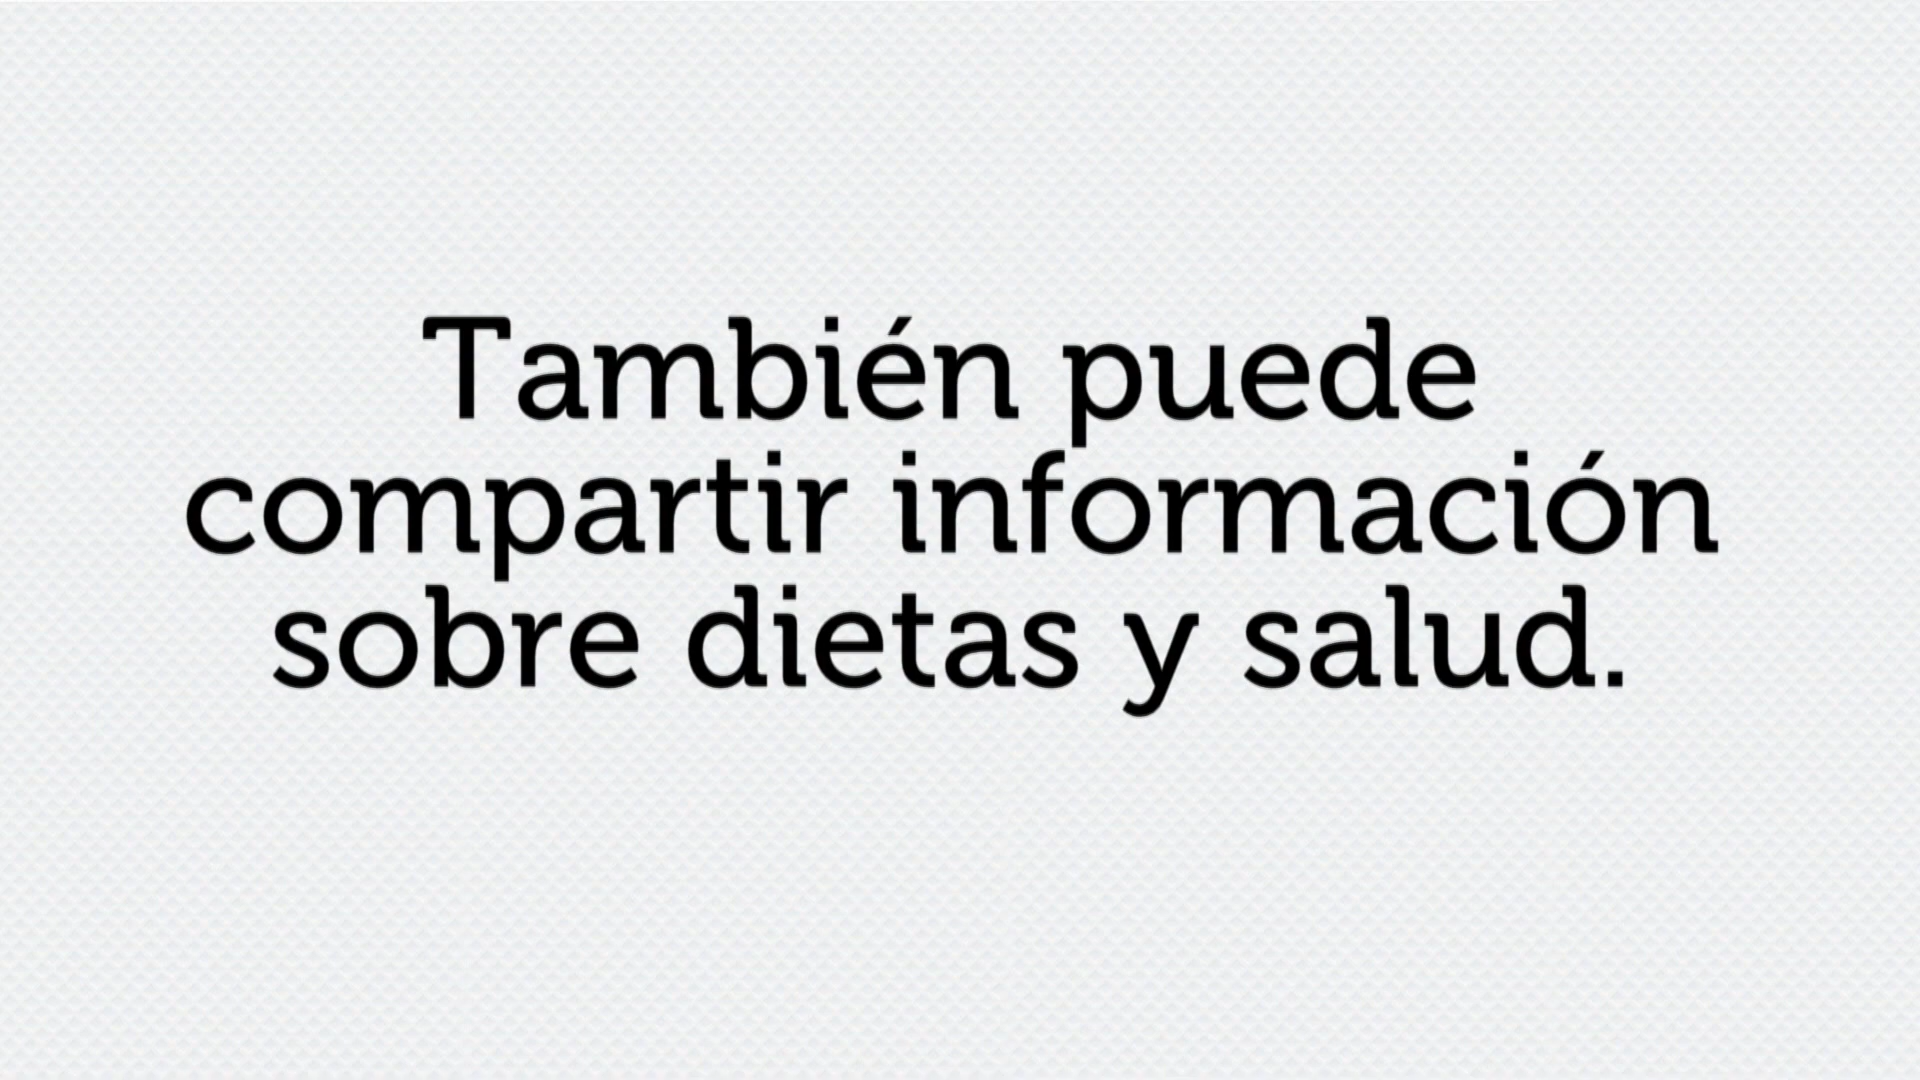 También puede
compartir información
sobre dietas y salud.